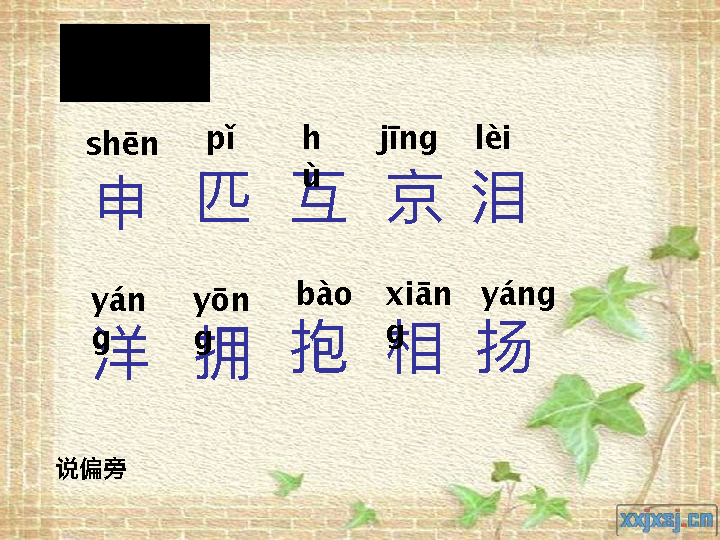 shēn pǐ hù jīng lèi
申 匹 互 京 泪
yáng yōng bào xiāng yáng
洋 拥 抱 相 扬
说偏旁
xxjxsj.cn